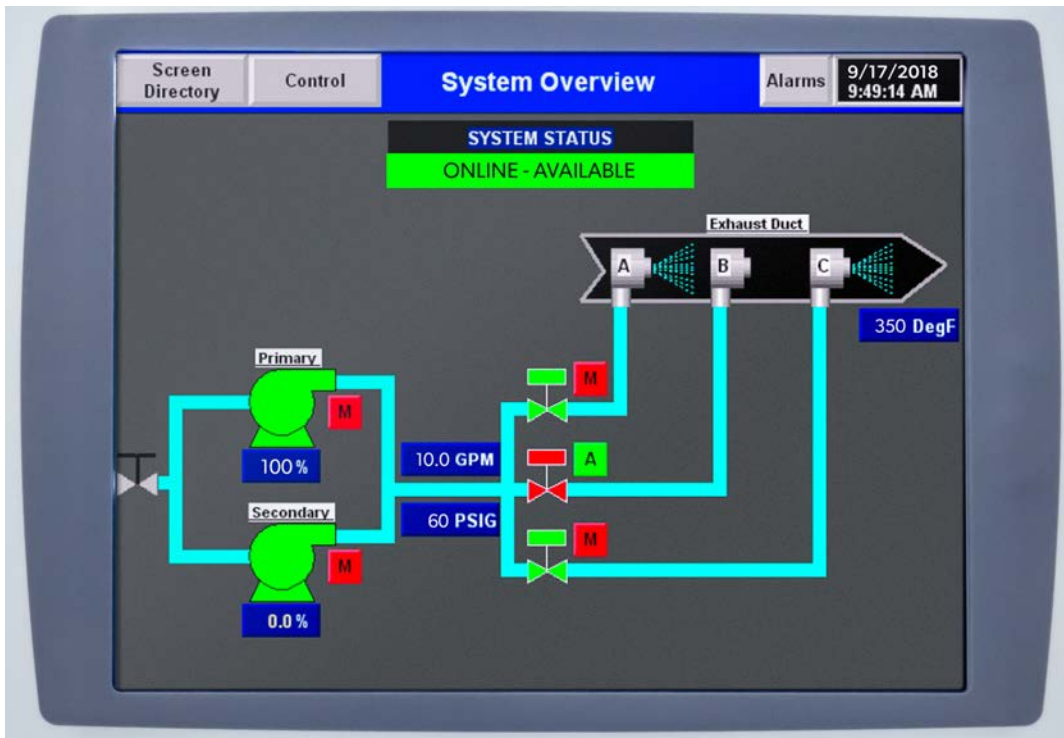 Screen
Directory
Control
System Overview
Alarms
9/17/2018
9:49:14 AM
SYSTEM STATUS
ONLINE - AVAILABLE
Exhaust Duct
A
B
C
350 DegF
Primary
M
100 %
M
10.0 GPM
A
60 PSIG
Secondary
M
M
0.0 %